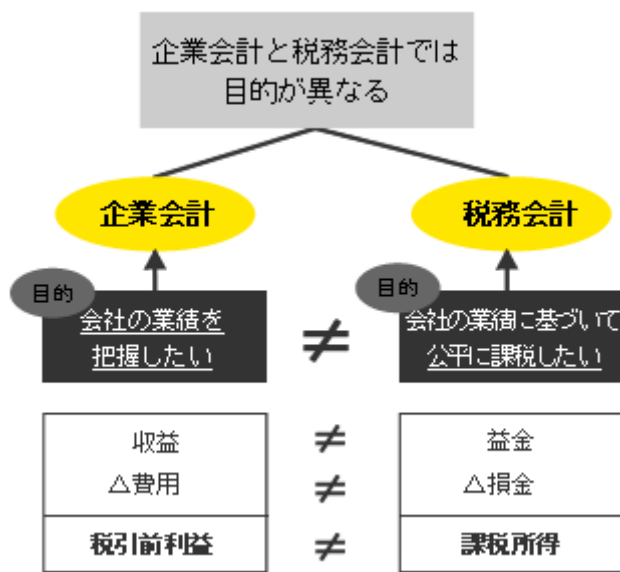 企業会計と税務会計では
目的が異なる
企業会計
税務会計
目的
会社の業績を
把握したい
≠
目的
会社の業績に基づいて
公平に課税したい
収益
≠
益金
△費用
≠
△損金
税引前利益
≠
課税所得